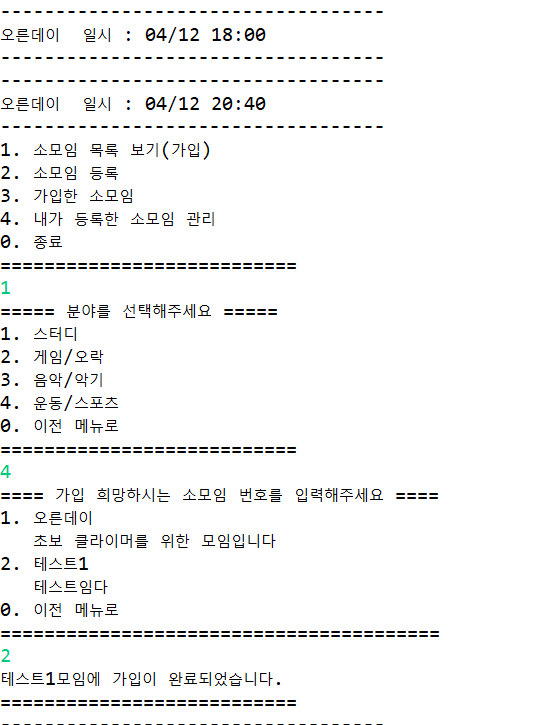 -----------------------------------
오른데이  일시 : 04/12 18:00
-----------------------------------
-----------------------------------
오른데이  일시 : 04/12 20:40
-----------------------------------
1. 소모임 목록 보기(가입)
2. 소모임 등록
3. 가입한 소모임
4. 내가 등록한 소모임 관리
0. 종료
===========================
1
===== 분야를 선택해주세요 =====
1. 스터디
2. 게임/오락
3. 음악/악기
4. 운동/스포츠
0. 이전 메뉴로
===========================
4
==== 가입 희망하시는 소모임 번호를 입력해주세요 ====
1. 오른데이
   초보 클라이머를 위한 모임입니다
2. 테스트1
   테스트임다
0. 이전 메뉴로
========================================
2
테스트1모임에 가입이 완료되었습니다.
===========================
-----------------------------------